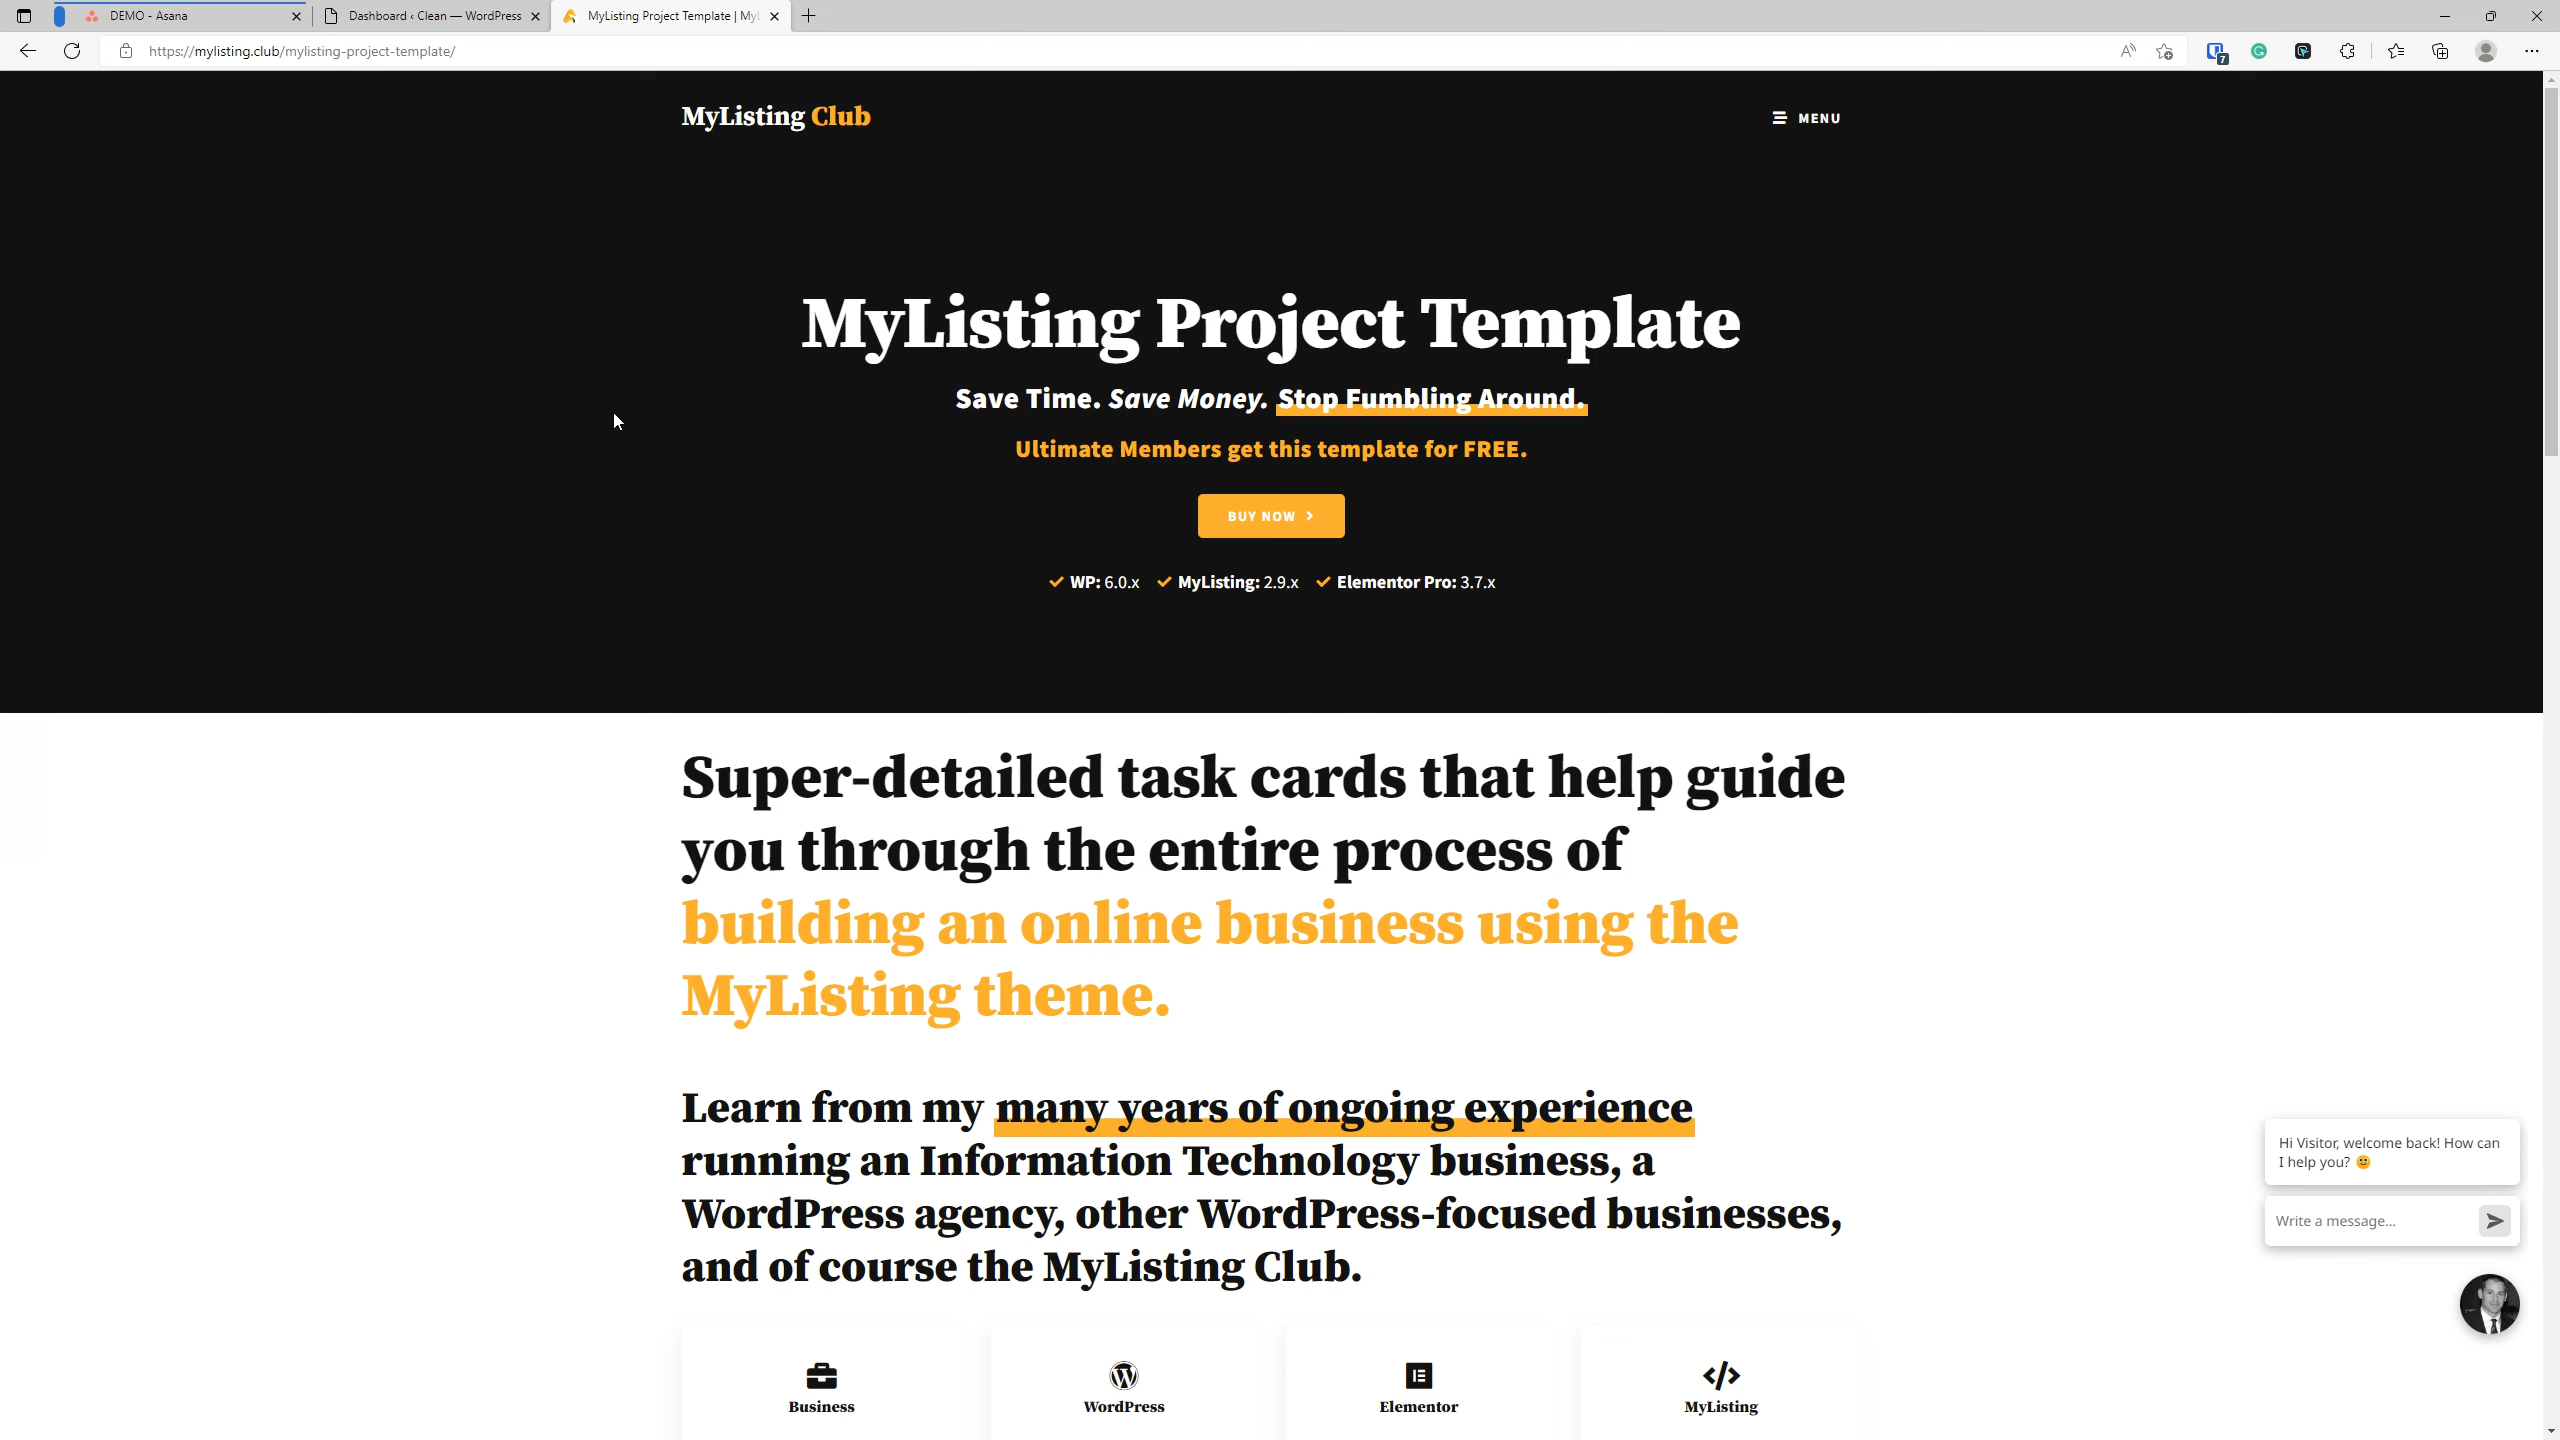 DEMO - Asana
Dashboard ‹ Clean — WordPress
MyListing Project Template | My
https://mylisting.club/mylisting-project-template/
7
MyListing Club
MENU
MyListing Project Template
Save Time. Save Money. Stop Fumbling Around.
Ultimate Members get this template for FREE.
BUY NOW
WP: 6.0.x MyListing: 2.9.x Elementor Pro: 3.7.x
Super-detailed task cards that help guide
you through the entire process of
building an online business using the
MyListing theme.
Learn from my many years of ongoing experience
running an Information Technology business, a
WordPress agency, other WordPress-focused businesses,
and of course the MyListing Club.
Hi Visitor, welcome back! How can
I help you? 🙂
Write a message...
Business
WordPress
Elementor
MyListing